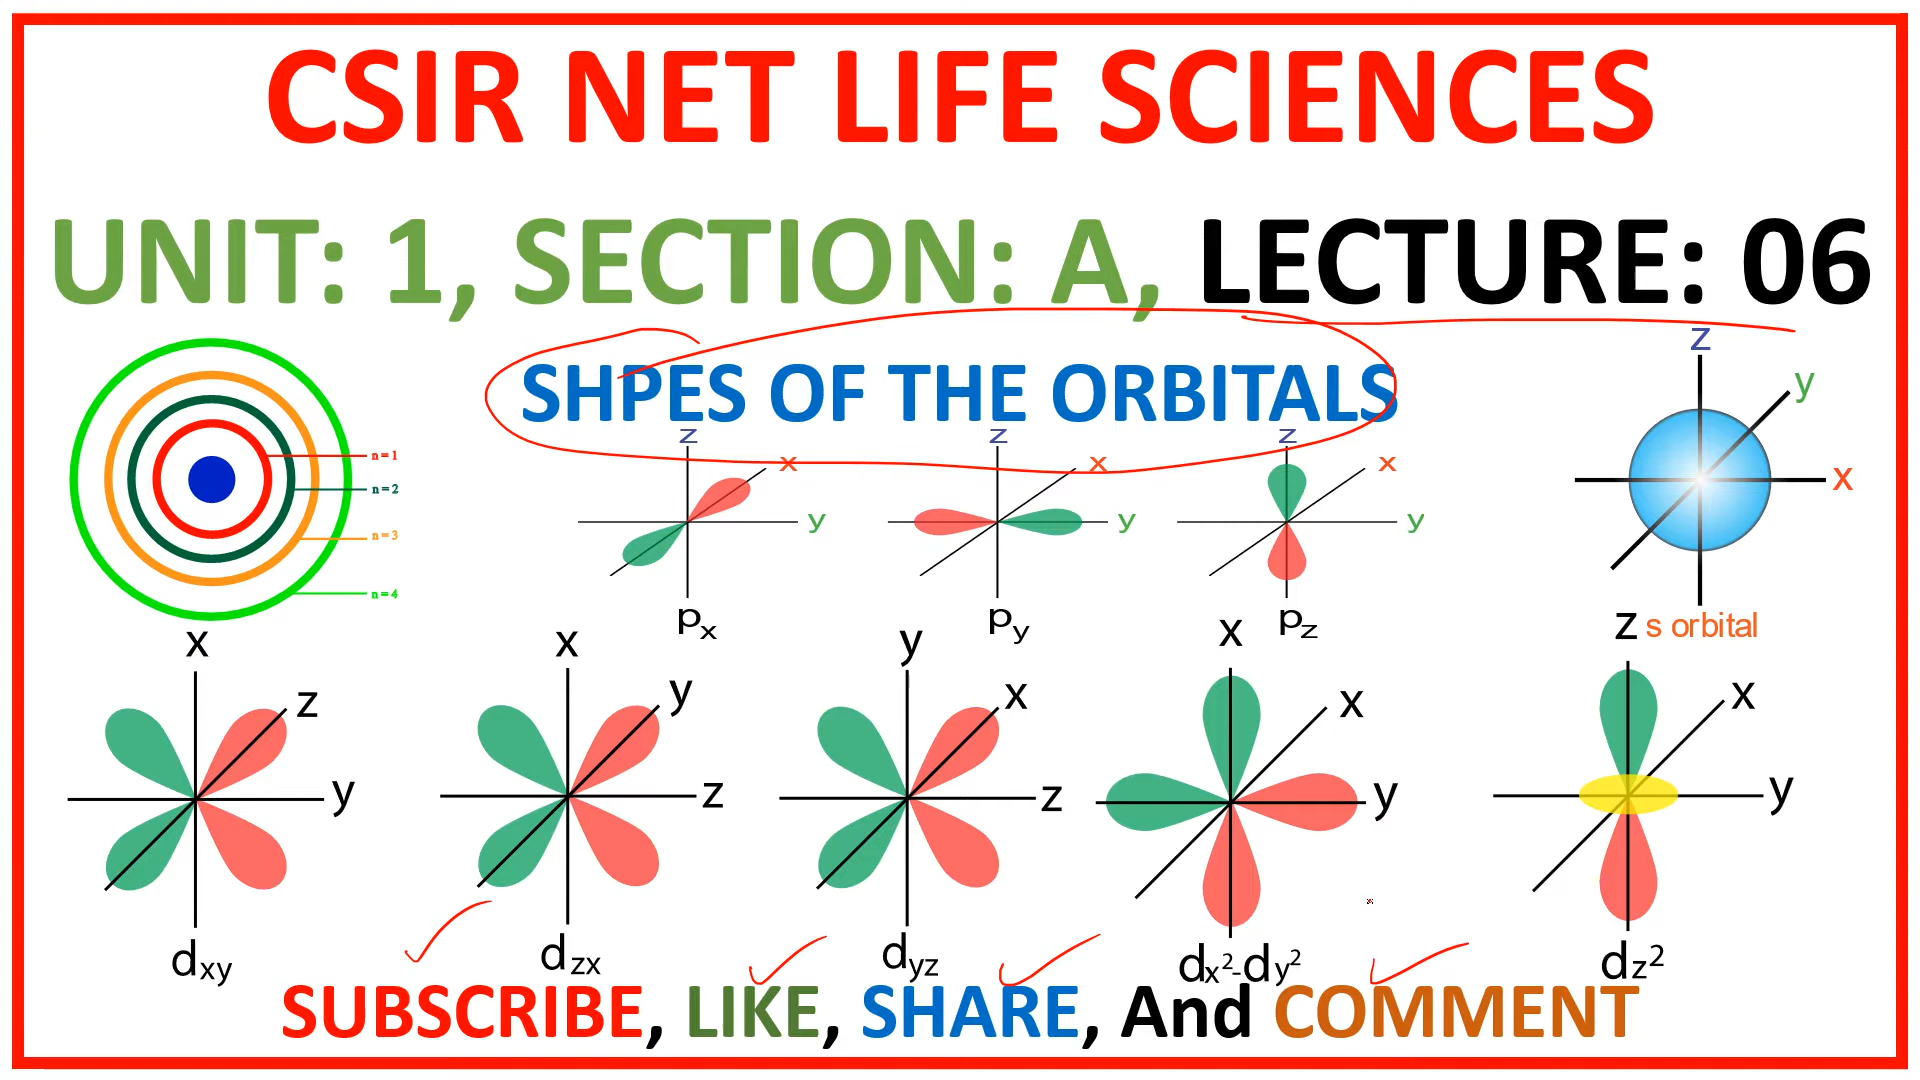 CSIR NET LIFE SCIENCES
UNIT: 1, SECTION: A, LECTURE: 06
SHPES OF THE ORBITALS
n=1
n=2
n=3
n=4
z
x
y
px
z
x
y
py
z
x
y
pz
z
y
x
s orbital
x
z
y
dxy
x
y
z
dzx
y
x
z
dyz
x
x
y
dx²-dy²
z
x
y
dz²
SUBSCRIBE, LIKE, SHARE, And COMMENT